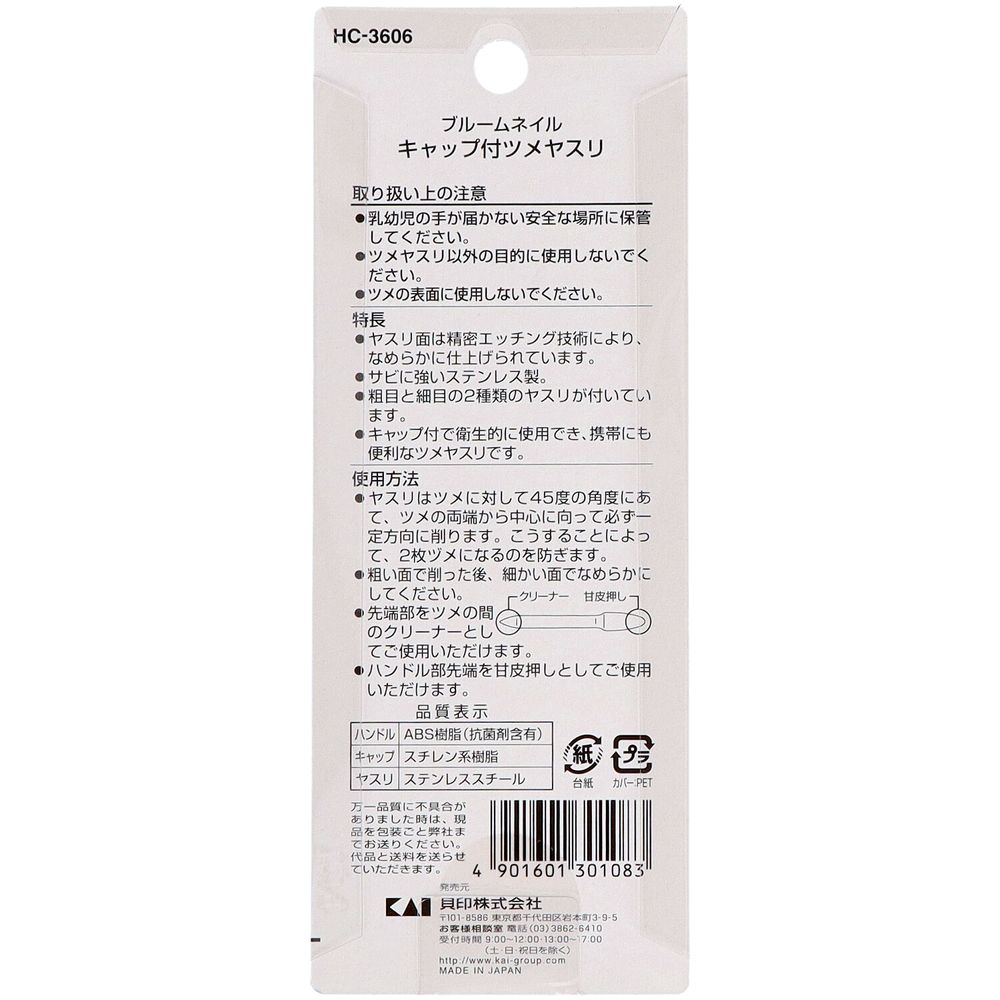 HC-3606
ブルームネイル
キャップ付ツメヤスリ
取り扱い上の注意
●乳幼児の手が届かない安全な場所に保管
してください。
●ツメヤスリ以外の目的に使用しないでく
ださい。
●ツメの表面に使用しないでください。
特長
●ヤスリ面は精密エッチング技術により、
なめらかに仕上げられています。
●サビに強いステンレス製。
●粗目と細目の2種類のヤスリが付いてい
ます。
●キャップ付で衛生的に使用でき、携帯にも
便利なツメヤスリです。
使用方法
●ヤスリはツメに対して45度の角度にあ
て、ツメの両端から中心に向って必ず一
定方向に削ります。こうすることによっ
て、2枚ヅメになるのを防ぎます。
●粗い面で削った後、細かい面でなめらかに
してください。
クリーナー 甘皮押し
●先端部をツメの間
のクリーナーとし
てご使用いただけます。
●ハンドル部先端を甘皮押しとしてご使用
いただけます。
品質表示
ハンドル ABS樹脂(抗菌剤含有)
キャップ スチレン系樹脂
ヤスリ ステンレススチール
紙 プラ
台紙 カバー:PET
万一品質に不具合が
ありました時は、現
品を包装ごと弊社ま
でお送りください。
代品と送料を送らせ
ていただきます。
4 901601 301083
発売元
KAI 貝印株式会社
〒101-8586 東京都千代田区岩本町3-9-5
お客様相談室 電話(03)3862-6410
受付時間 9:00~12:00・13:00~17:00
(土・日・祝日を除く)
http://www.kai-group.com
MADE IN JAPAN